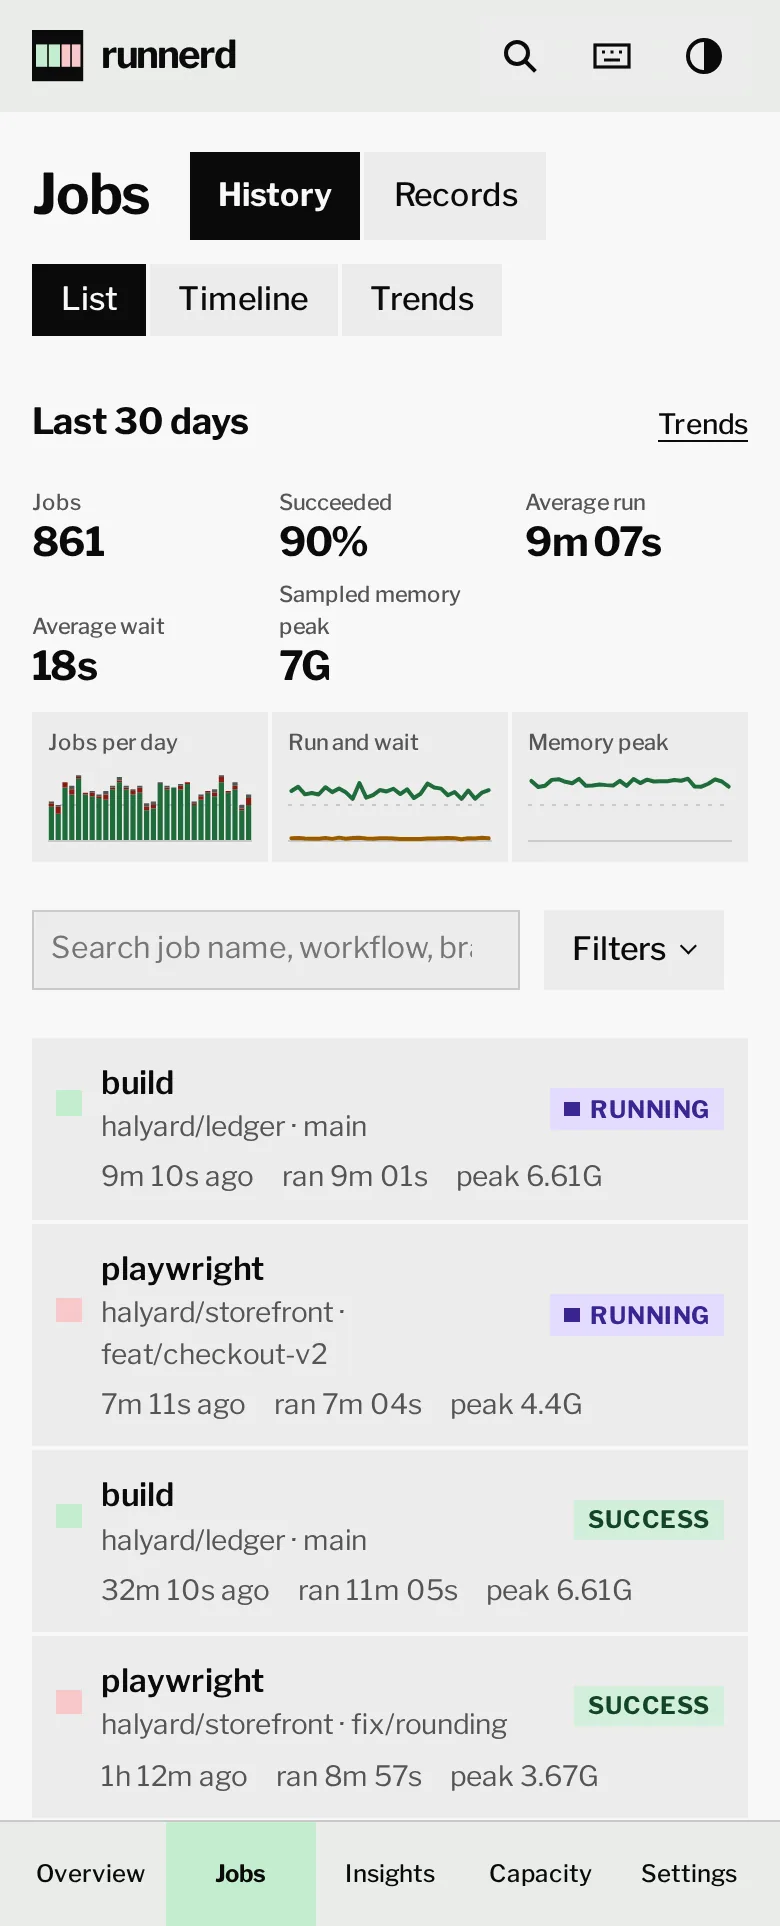 runnerd
Jobs
History
Records
List
Timeline
Trends
Last 30 days
Trends
Jobs
861
Succeeded
90%
Average run
9m 07s
Average wait
18s
Sampled memory
peak
7G
Jobs per day
Run and wait
Memory peak
Search job name, workflow, bra
Filters
build
halyard/ledger · main
RUNNING
9m 10s ago ran 9m 01s peak 6.61G
playwright
halyard/storefront ·
feat/checkout-v2
RUNNING
7m 11s ago ran 7m 04s peak 4.4G
build
halyard/ledger · main
SUCCESS
32m 10s ago ran 11m 05s peak 6.61G
playwright
halyard/storefront · fix/rounding
SUCCESS
1h 12m ago ran 8m 57s peak 3.67G
Overview
Jobs
Insights
Capacity
Settings